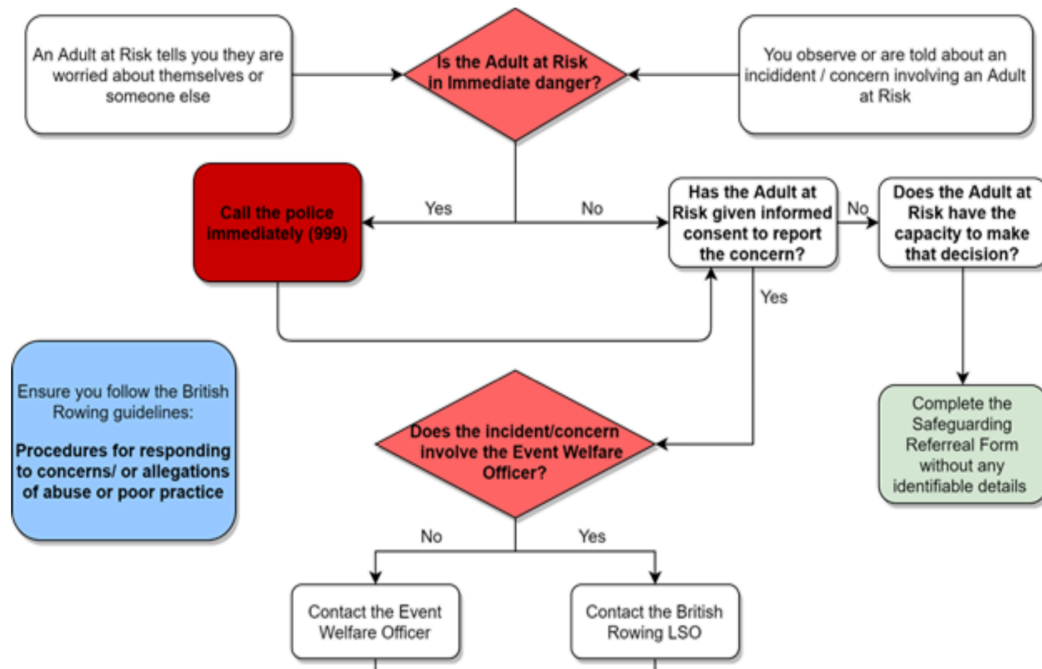 An Adult at Risk tells you they are
worried about themselves or
someone else
Is the Adult at Risk
in Immediate danger?
You observe or are told about an
incidident / concern involving an Adult
at Risk
Call the police
immediately (999)
Yes
No
Has the Adult at
Risk given informed
consent to report
the concern?
No
Does the Adult at
Risk have the
capacity to make
that decision?
Yes
Ensure you follow the British
Rowing guidelines:
Procedures for responding
to concerns/ or allegations
of abuse or poor practice
Does the incident/concern
involve the Event Welfare
Officer?
Complete the
Safeguarding
Referreal Form
without any
identifiable details
No
Yes
Contact the Event
Welfare Officer
Contact the British
Rowing LSO